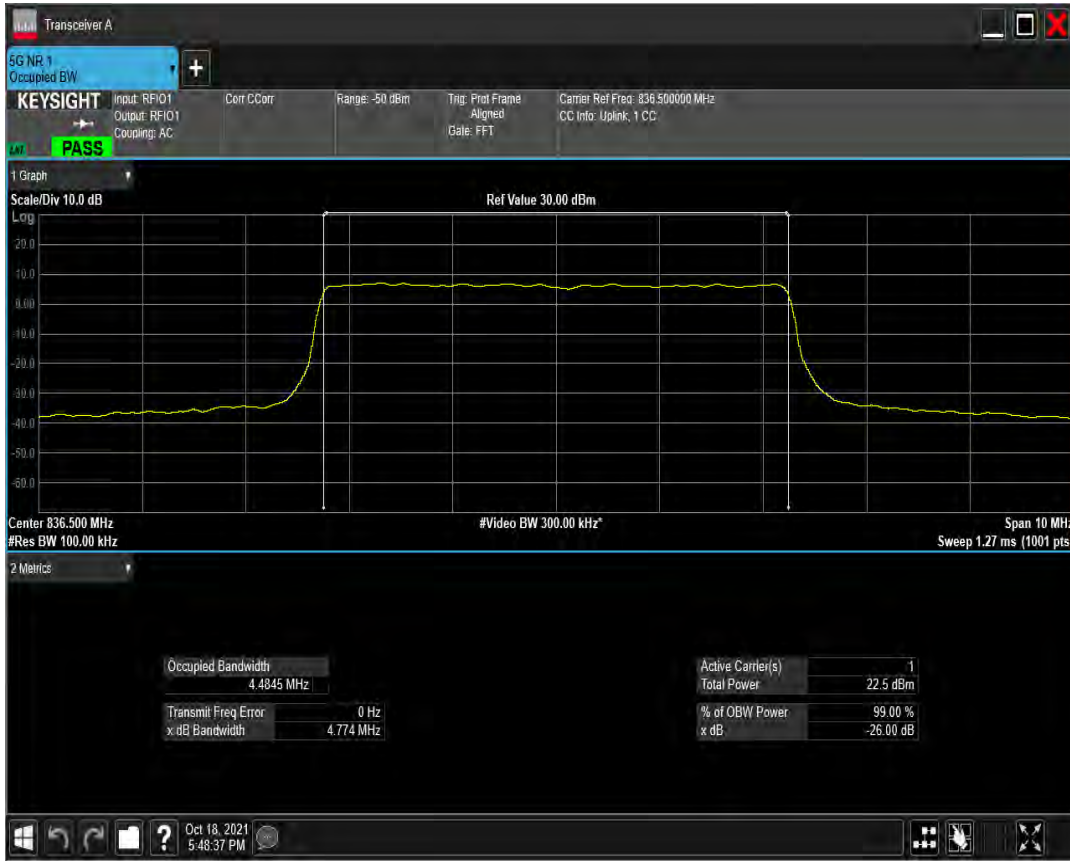 Transceiver A
5G NR 1
Occupied BW
+
KEYSIGHT
Input: RFIO1
Output: RFIO1
Coupling: AC
Corr CCorr
Range: -50 dBm
Trig: Prot Frame
Aligned
Gate: FFT
Carrier Ref Freq: 836.500000 MHz
CC Info: Uplink, 1 CC
PASS
1 Graph
Scale/Div 10.0 dB
Ref Value 30.00 dBm
Log
20.0
10.0
0.00
-10.0
-20.0
-30.0
-40.0
-50.0
-60.0
Center 836.500 MHz
#Video BW 300.00 kHz*
Span 10 MHz
#Res BW 100.00 kHz
Sweep 1.27 ms (1001 pts
2 Metrics
Occupied Bandwidth
4.4845 MHz
Transmit Freq Error 0 Hz
x dB Bandwidth 4.774 MHz
Active Carrier(s) 1
Total Power 22.5 dBm
% of OBW Power 99.00 %
x dB -26.00 dB
?
Oct 18, 2021
5:48:37 PM